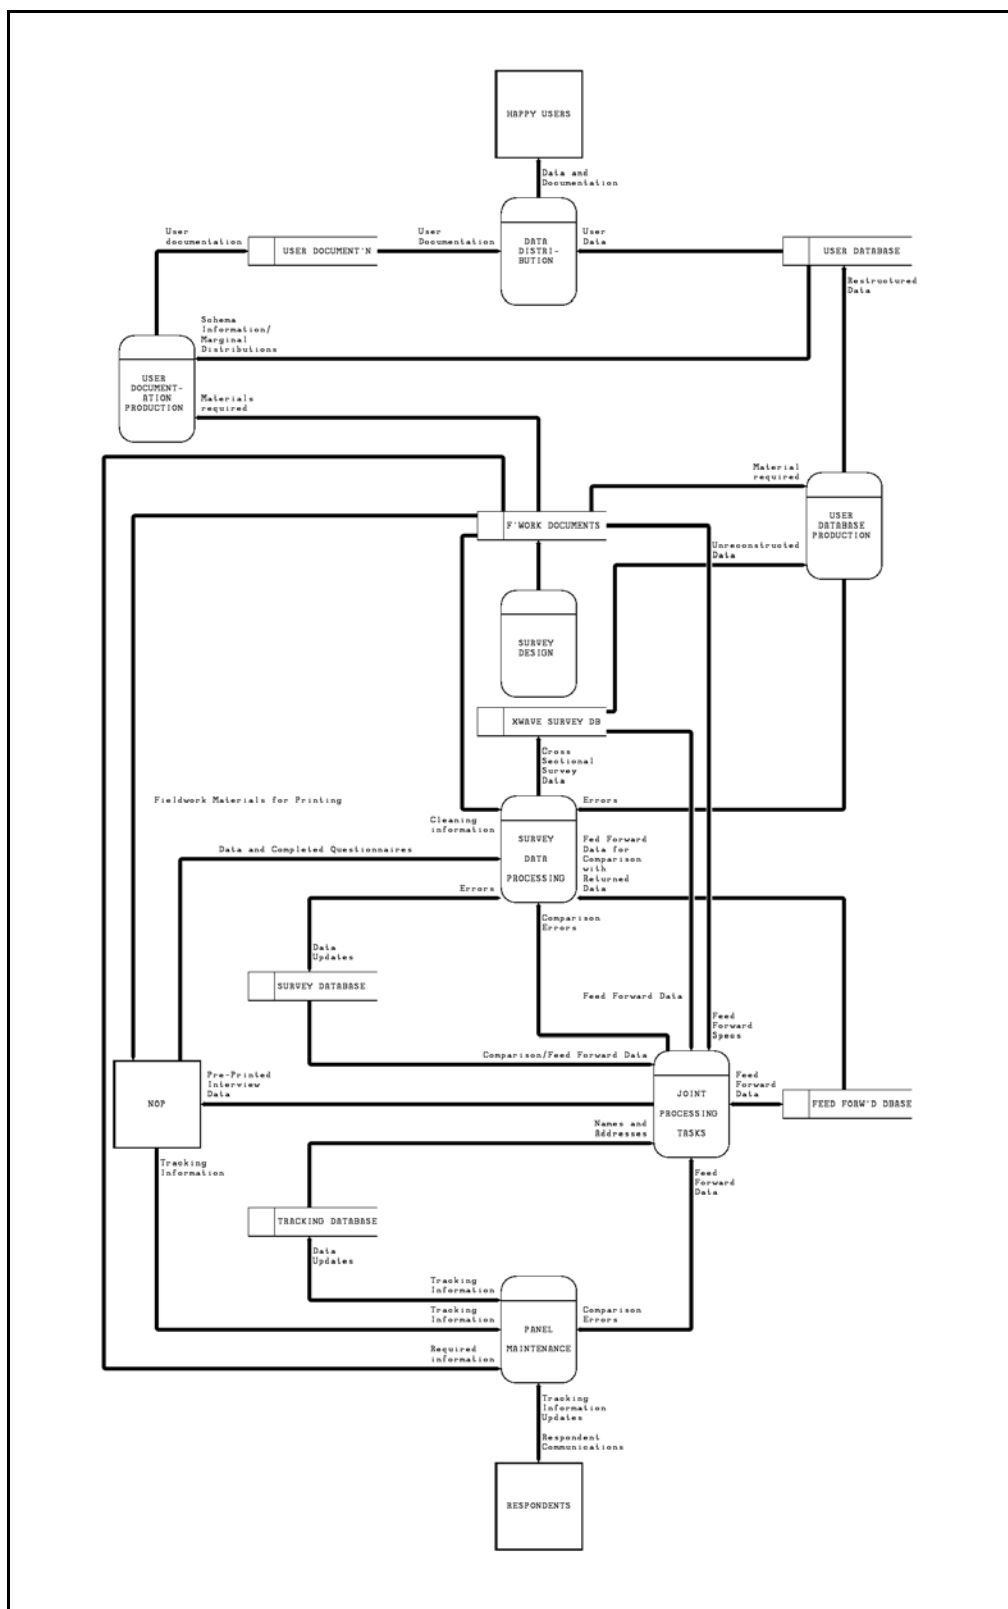 HAPPY USERS
Data and
Documentation
User
documentation
USER DOCUMENT'N
User
Documentation
DATA
DISTRI-
BUTION
User
Data
USER DATABASE
Restructured
Data
Schema
Information/
Marginal
Distributions
USER
DOCUMENT-
ATION
PRODUCTION
Materials
required
Material
required
F'WORK DOCUMENTS
USER
DATABASE
PRODUCTION
Unreconstructed
Data
SURVEY
DESIGN
XWAVE SURVEY DB
Cross
Sectional
Survey
Data
Fieldwork Materials for Printing
Cleaning
information
Errors
SURVEY
DATA
PROCESSING
Fed Forward
Data for
Comparison
with
Returned
Data
Data and Completed Questionnaires
Errors
Comparison
Errors
Data
Updates
SURVEY DATABASE
Feed Forward Data
Feed
Forward
Specs
Comparison/Feed Forward Data
NOP
Pre-Printed
Interview
Data
JOINT
PROCESSING
TASKS
Feed
Forward
Data
FEED FORW'D DBASE
Names and
Addresses
Tracking
Information
Feed
Forward
Data
TRACKING DATABASE
Data
Updates
Tracking
Information
Tracking
Information
PANEL
MAINTENANCE
Comparison
Errors
Required
information
Tracking
Information
Updates
Respondent
Communications
RESPONDENTS